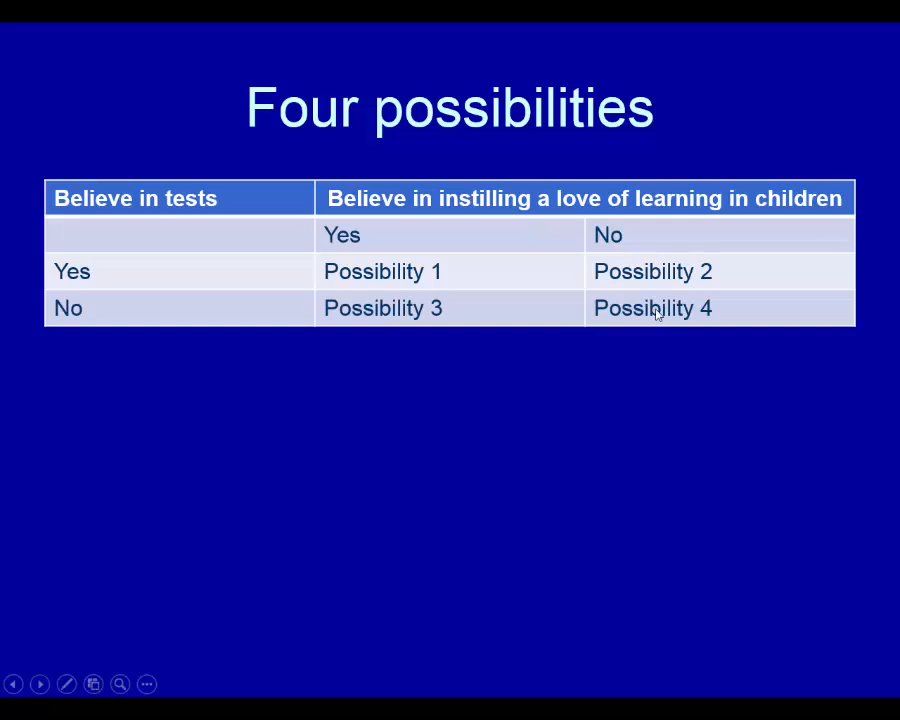 Four possibilities
Believe in tests Believe in instilling a love of learning in children
Yes No
Yes Possibility 1 Possibility 2
No Possibility 3 Possibility 4